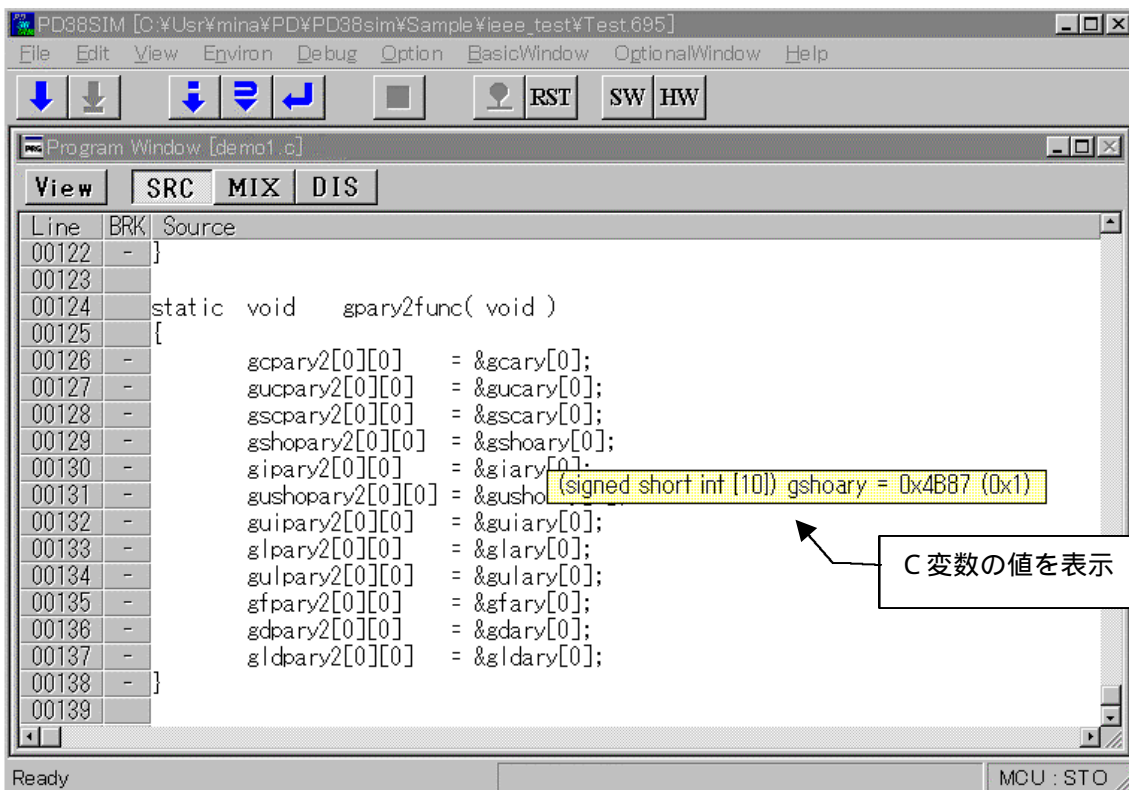 PD38SIM [C:¥Usr¥mina¥PD¥PD38sim¥Sample¥ieee_test¥Test.695]
File Edit View Environ Debug Option BasicWindow OptionalWindow Help
RST SW HW
Program Window [demo1.c]
View SRC MIX DIS
Line BRK Source
00122 - }
00123
00124 static void gpary2func( void )
00125 {
00126 - gcpary2[0][0] = &gcary[0];
00127 - gucpary2[0][0] = &gucary[0];
00128 - gscpary2[0][0] = &gscary[0];
00129 - gshopary2[0][0] = &gshoary[0];
00130 - gipary2[0][0] = &giary[0];
00131 - gushopary2[0][0] = &gusho
(signed short int [10]) gshoary = 0x4B87 (0x1)
00132 - guipary2[0][0] = &guiary[0];
00133 - glpary2[0][0] = &glary[0];
C変数の値を表示
00134 - gulpary2[0][0] = &gulary[0];
00135 - gfpary2[0][0] = &gfary[0];
00136 - gdpary2[0][0] = &gdary[0];
00137 - gldpary2[0][0] = &gldary[0];
00138 - }
00139
Ready MCU : STO